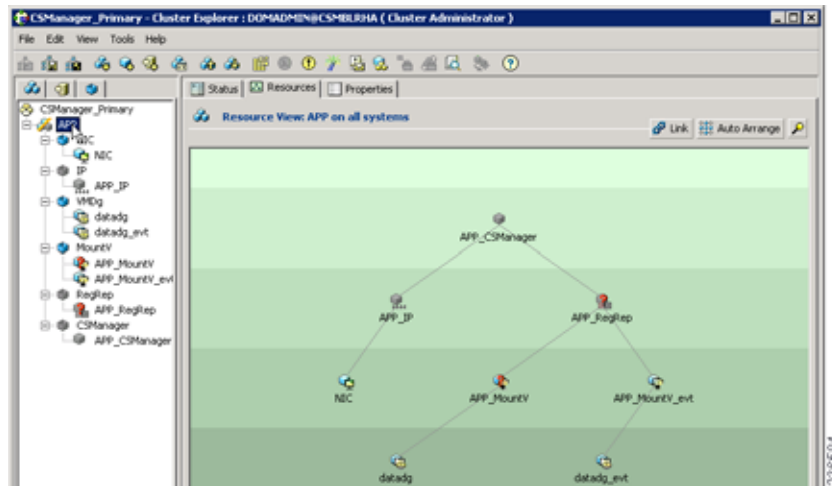 CSManager_Primary - Cluster Explorer : DOMADMIN@CSMBLRHA ( Cluster Administrator )
File Edit View Tools Help
Status Resources Properties
CSManager_Primary
APP
NIC
NIC
IP
APP_IP
VMDg
datadg
datadg_evt
MountV
APP_MountV
APP_MountV_evt
RegRep
APP_RegRep
CSManager
APP_CSManager
Resource View: APP on all systems
Link Auto Arrange
APP_CSManager
APP_IP APP_RegRep
NIC APP_MountV APP_MountV_evt
datadg datadg_evt